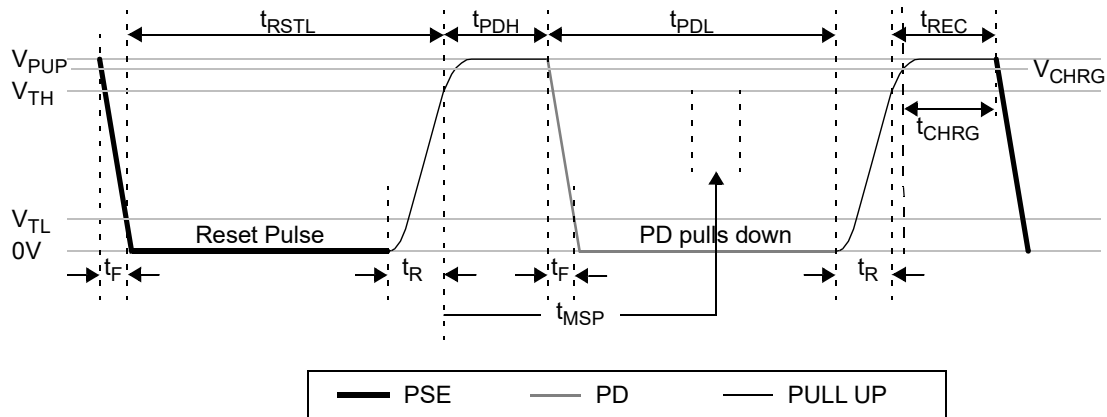 tRSTL tPDH tPDL tREC
VPUP
VCHRG
VTH
tCHRG
VTL
Reset Pulse PD pulls down
0V
tF tR tF tR
tMSP
PSE PD PULL UP